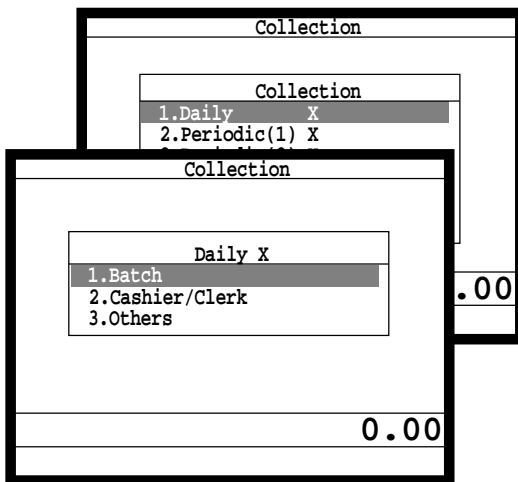 Collection
Collection
1.Daily X
2.Periodic(1) X
.00
Collection
Daily X
1.Batch
2.Cashier/Clerk
3.Others
0.00